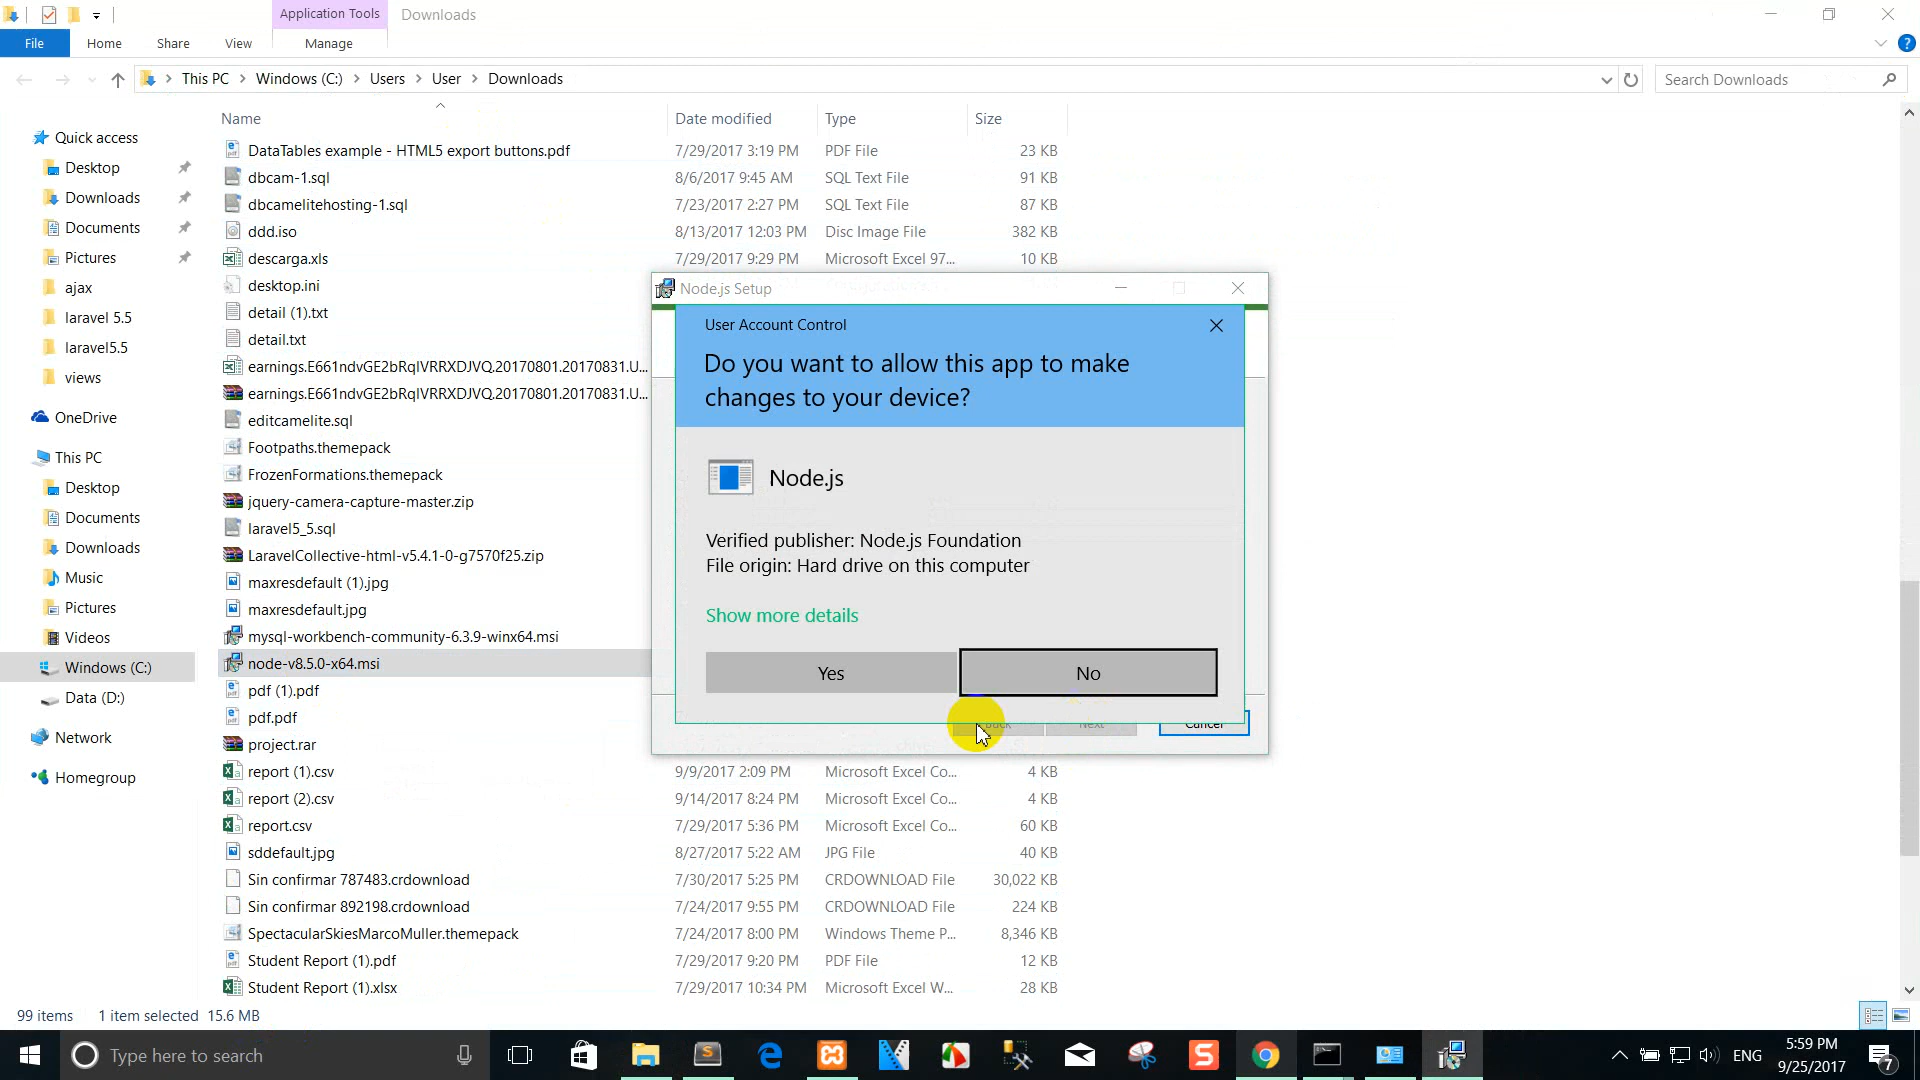 Application Tools
Downloads
File
Home
Share
View
Manage
This PC
Windows (C:)
Users
User
Downloads
Search Downloads
Name
Date modified
Type
Size
Quick access
Desktop
Downloads
Documents
Pictures
ajax
laravel 5.5
laravel5.5
views
OneDrive
This PC
Desktop
Documents
Downloads
Music
Pictures
Videos
Windows (C:)
Data (D:)
Network
Homegroup
DataTables example - HTML5 export buttons.pdf 7/29/2017 3:19 PM PDF File 23 KB
dbcam-1.sql 8/6/2017 9:45 AM SQL Text File 91 KB
dbcamelitehosting-1.sql 7/23/2017 2:27 PM SQL Text File 87 KB
ddd.iso 8/13/2017 12:03 PM Disc Image File 382 KB
descarga.xls 7/29/2017 9:29 PM Microsoft Excel 97... 10 KB
desktop.ini
detail (1).txt
detail.txt
earnings.E661ndvGE2bRqIVRRXDJVQ.20170801.20170831.U...
earnings.E661ndvGE2bRqIVRRXDJVQ.20170801.20170831.U...
editcamelite.sql
Footpaths.themepack
FrozenFormations.themepack
jquery-camera-capture-master.zip
laravel5_5.sql
LaravelCollective-html-v5.4.1-0-g7570f25.zip
maxresdefault (1).jpg
maxresdefault.jpg
mysql-workbench-community-6.3.9-winx64.msi
node-v8.5.0-x64.msi
pdf (1).pdf
pdf.pdf
project.rar
report (1).csv 9/9/2017 2:09 PM Microsoft Excel Co... 4 KB
report (2).csv 9/14/2017 8:24 PM Microsoft Excel Co... 4 KB
report.csv 7/29/2017 5:36 PM Microsoft Excel Co... 60 KB
sddefault.jpg 8/27/2017 5:22 AM JPG File 40 KB
Sin confirmar 787483.crdownload 7/30/2017 5:25 PM CRDOWNLOAD File 30,022 KB
Sin confirmar 892198.crdownload 7/24/2017 9:55 PM CRDOWNLOAD File 224 KB
SpectacularSkiesMarcoMuller.themepack 7/24/2017 8:00 PM Windows Theme P... 8,346 KB
Student Report (1).pdf 7/29/2017 9:20 PM PDF File 12 KB
Student Report (1).xlsx 7/29/2017 10:34 PM Microsoft Excel W... 28 KB
Node.js Setup
User Account Control
Do you want to allow this app to make
changes to your device?
Node.js
Verified publisher: Node.js Foundation
File origin: Hard drive on this computer
Show more details
Yes
No
Next
Cancel
99 items
1 item selected 15.6 MB
Type here to search
ENG
5:59 PM
9/25/2017
7